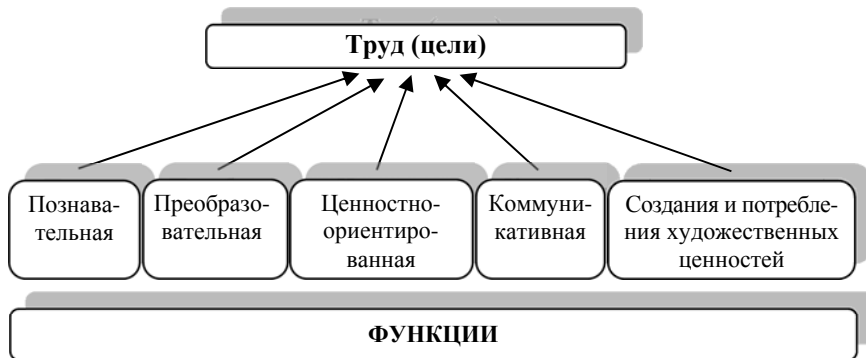 Труд (цели)
Познава-
тельная
Преобразо-
вательная
Ценностно-
ориентиро-
ванная
Коммуни-
кативная
Создания и потребле-
ния художественных
ценностей
ФУНКЦИИ